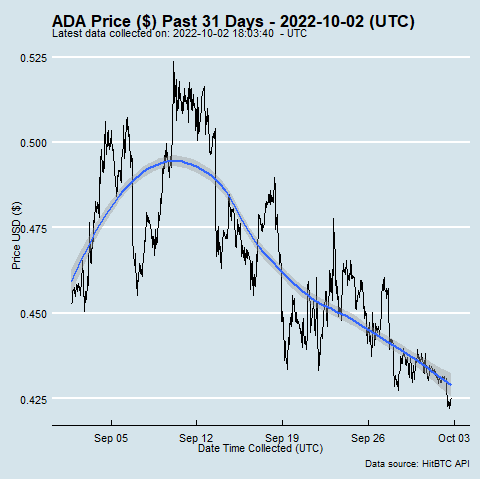 ADA Price ($) Past 31 Days - 2022-10-02 (UTC)
Latest data collected on: 2022-10-02 18:03:40 - UTC
0.525
0.500
0.475
0.450
0.425
Price USD ($)
Sep 05
Sep 12
Sep 19
Sep 26
Oct 03
Date Time Collected (UTC)
Data source: HitBTC API